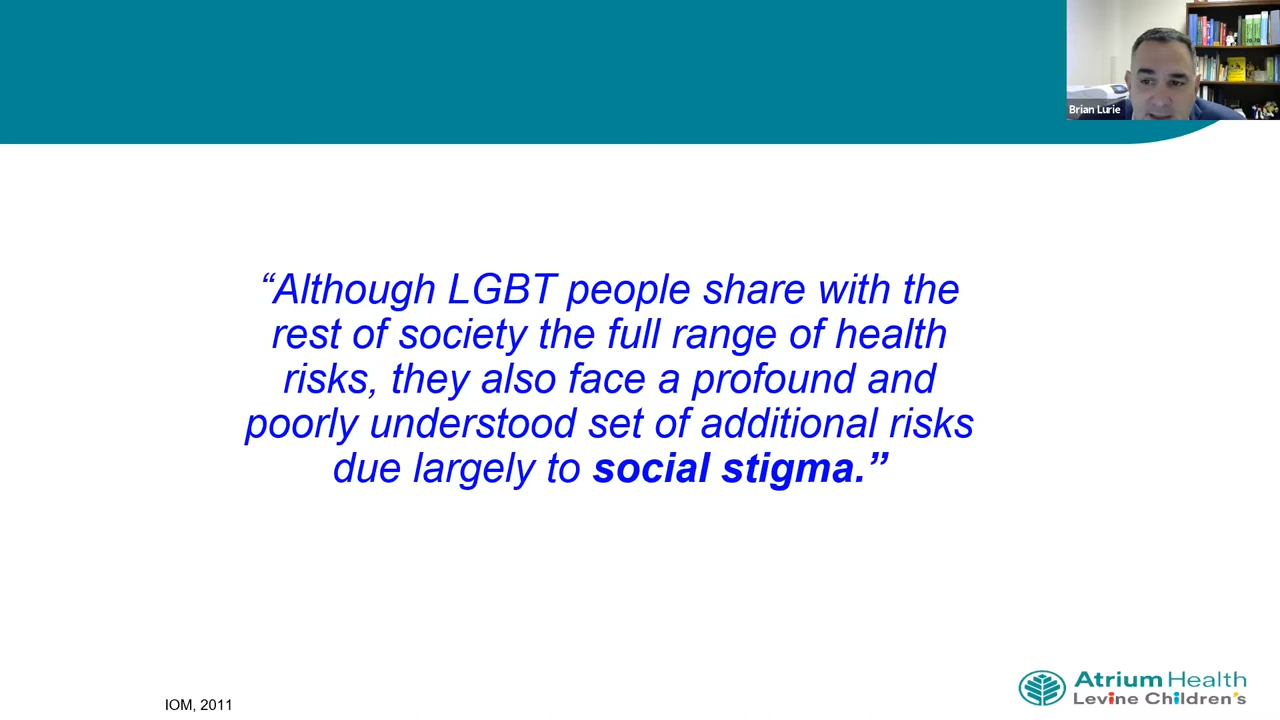 Brian Lurie
“Although LGBT people share with the
rest of society the full range of health
risks, they also face a profound and
poorly understood set of additional risks
due largely to social stigma.”
IOM, 2011
Atrium Health
Levine Children's